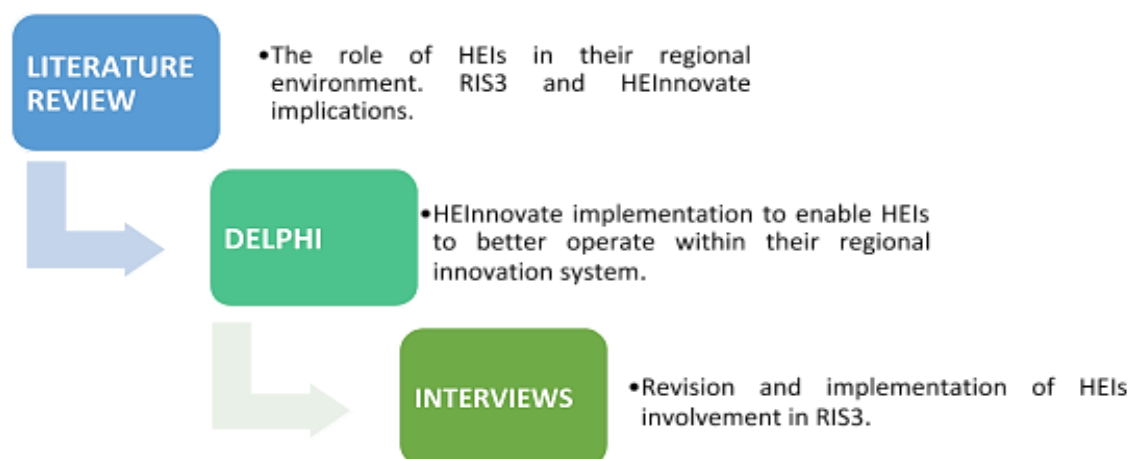 LITERATURE
REVIEW
•The role of HEIs in their regional
environment. RIS3 and HEInnovate
implications.
DELPHI
•HEInnovate implementation to enable HEIs
to better operate within their regional
innovation system.
INTERVIEWS
•Revision and implementation of HEIs
involvement in RIS3.